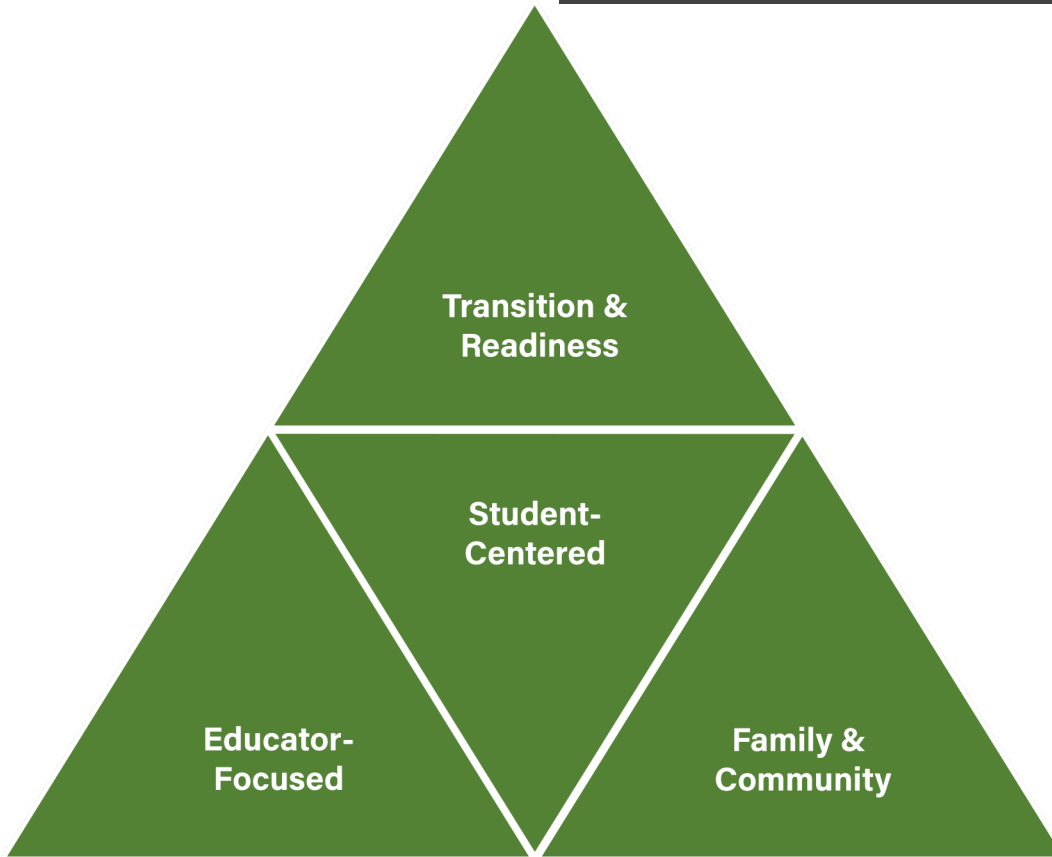 Transition &
Readiness
Student-
Centered
Educator-
Focused
Family &
Community